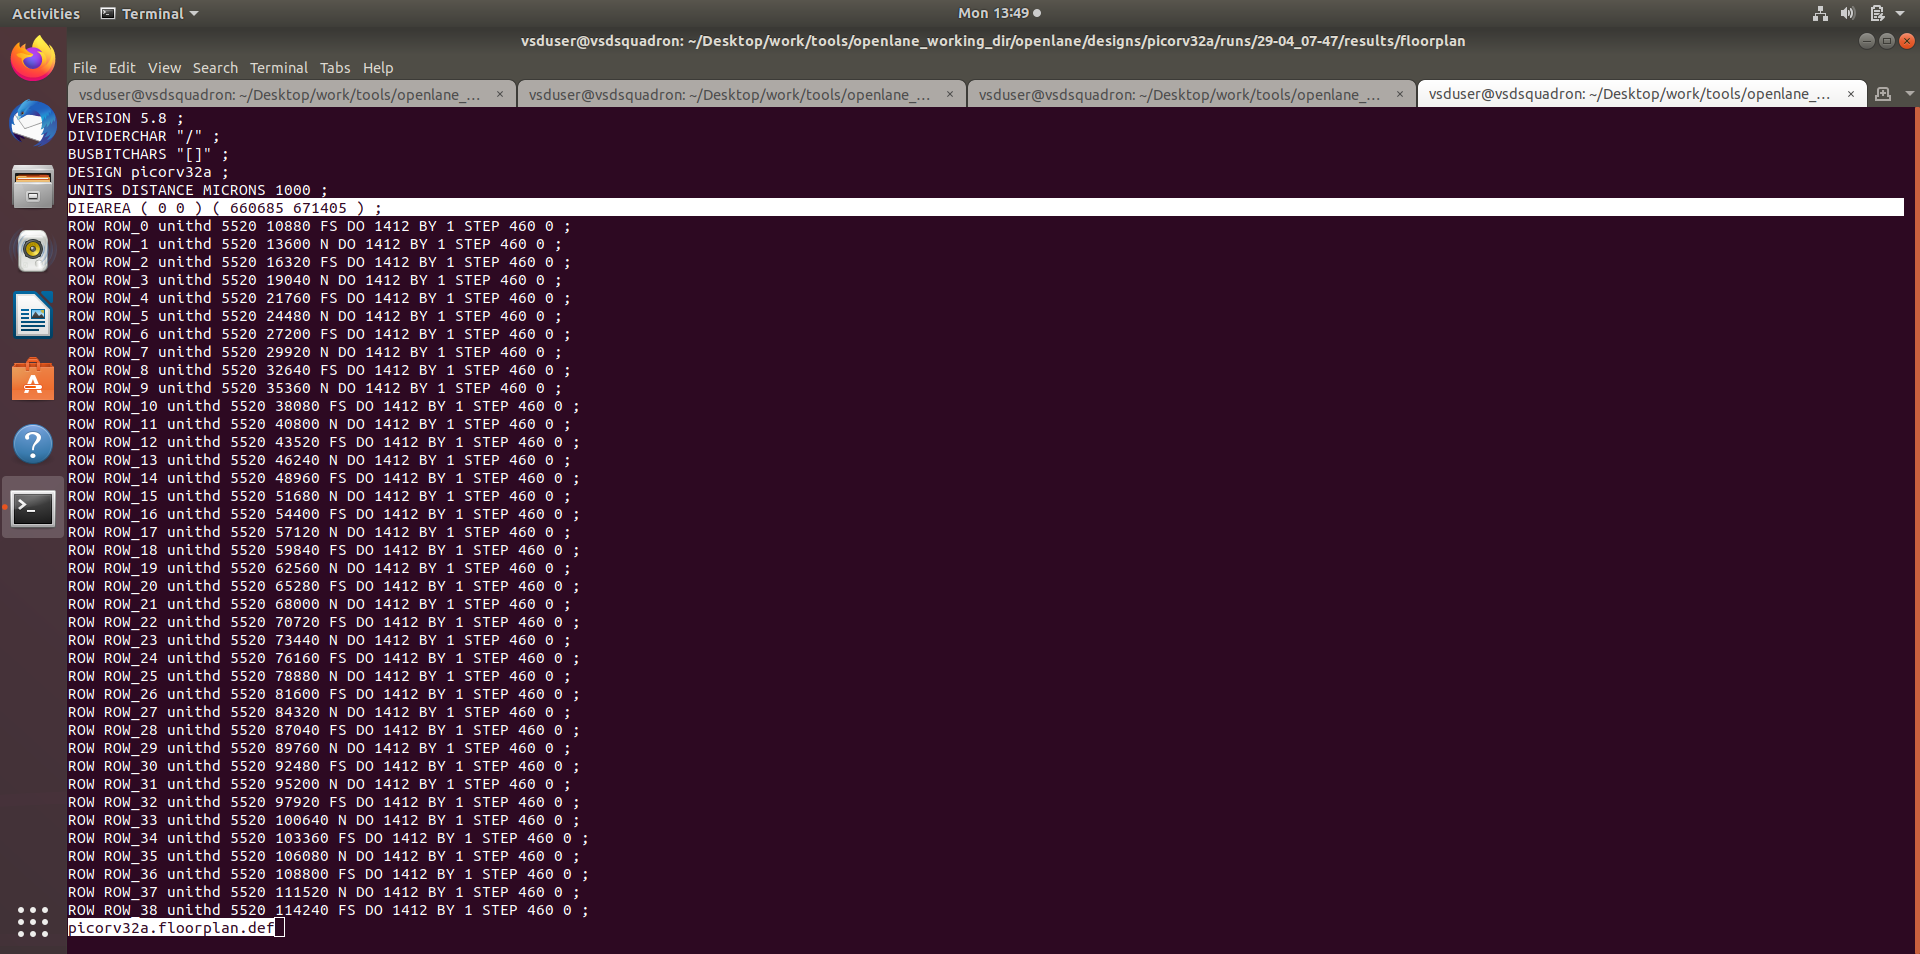 Activities Terminal Mon 13:49
vsduser@vsdsquadron: ~/Desktop/work/tools/openlane_working_dir/openlane/designs/picorv32a/runs/29-04_07-47/results/floorplan
File Edit View Search Terminal Tabs Help
vsduser@vsdsquadron: ~/Desktop/work/tools/openlane_... × vsduser@vsdsquadron: ~/Desktop/work/tools/openlane_... × vsduser@vsdsquadron: ~/Desktop/work/tools/openlane_... × vsduser@vsdsquadron: ~/Desktop/work/tools/openlane_... ×
VERSION 5.8 ;
DIVIDERCHAR "/" ;
BUSBITCHARS "[]" ;
DESIGN picorv32a ;
UNITS DISTANCE MICRONS 1000 ;
DIEAREA ( 0 0 ) ( 660685 671405 ) ;
ROW ROW_0 unithd 5520 10880 FS DO 1412 BY 1 STEP 460 0 ;
ROW ROW_1 unithd 5520 13600 N DO 1412 BY 1 STEP 460 0 ;
ROW ROW_2 unithd 5520 16320 FS DO 1412 BY 1 STEP 460 0 ;
ROW ROW_3 unithd 5520 19040 N DO 1412 BY 1 STEP 460 0 ;
ROW ROW_4 unithd 5520 21760 FS DO 1412 BY 1 STEP 460 0 ;
ROW ROW_5 unithd 5520 24480 N DO 1412 BY 1 STEP 460 0 ;
ROW ROW_6 unithd 5520 27200 FS DO 1412 BY 1 STEP 460 0 ;
ROW ROW_7 unithd 5520 29920 N DO 1412 BY 1 STEP 460 0 ;
ROW ROW_8 unithd 5520 32640 FS DO 1412 BY 1 STEP 460 0 ;
ROW ROW_9 unithd 5520 35360 N DO 1412 BY 1 STEP 460 0 ;
ROW ROW_10 unithd 5520 38080 FS DO 1412 BY 1 STEP 460 0 ;
ROW ROW_11 unithd 5520 40800 N DO 1412 BY 1 STEP 460 0 ;
ROW ROW_12 unithd 5520 43520 FS DO 1412 BY 1 STEP 460 0 ;
ROW ROW_13 unithd 5520 46240 N DO 1412 BY 1 STEP 460 0 ;
ROW ROW_14 unithd 5520 48960 FS DO 1412 BY 1 STEP 460 0 ;
ROW ROW_15 unithd 5520 51680 N DO 1412 BY 1 STEP 460 0 ;
ROW ROW_16 unithd 5520 54400 FS DO 1412 BY 1 STEP 460 0 ;
ROW ROW_17 unithd 5520 57120 N DO 1412 BY 1 STEP 460 0 ;
ROW ROW_18 unithd 5520 59840 FS DO 1412 BY 1 STEP 460 0 ;
ROW ROW_19 unithd 5520 62560 N DO 1412 BY 1 STEP 460 0 ;
ROW ROW_20 unithd 5520 65280 FS DO 1412 BY 1 STEP 460 0 ;
ROW ROW_21 unithd 5520 68000 N DO 1412 BY 1 STEP 460 0 ;
ROW ROW_22 unithd 5520 70720 FS DO 1412 BY 1 STEP 460 0 ;
ROW ROW_23 unithd 5520 73440 N DO 1412 BY 1 STEP 460 0 ;
ROW ROW_24 unithd 5520 76160 FS DO 1412 BY 1 STEP 460 0 ;
ROW ROW_25 unithd 5520 78880 N DO 1412 BY 1 STEP 460 0 ;
ROW ROW_26 unithd 5520 81600 FS DO 1412 BY 1 STEP 460 0 ;
ROW ROW_27 unithd 5520 84320 N DO 1412 BY 1 STEP 460 0 ;
ROW ROW_28 unithd 5520 87040 FS DO 1412 BY 1 STEP 460 0 ;
ROW ROW_29 unithd 5520 89760 N DO 1412 BY 1 STEP 460 0 ;
ROW ROW_30 unithd 5520 92480 FS DO 1412 BY 1 STEP 460 0 ;
ROW ROW_31 unithd 5520 95200 N DO 1412 BY 1 STEP 460 0 ;
ROW ROW_32 unithd 5520 97920 FS DO 1412 BY 1 STEP 460 0 ;
ROW ROW_33 unithd 5520 100640 N DO 1412 BY 1 STEP 460 0 ;
ROW ROW_34 unithd 5520 103360 FS DO 1412 BY 1 STEP 460 0 ;
ROW ROW_35 unithd 5520 106080 N DO 1412 BY 1 STEP 460 0 ;
ROW ROW_36 unithd 5520 108800 FS DO 1412 BY 1 STEP 460 0 ;
ROW ROW_37 unithd 5520 111520 N DO 1412 BY 1 STEP 460 0 ;
ROW ROW_38 unithd 5520 114240 FS DO 1412 BY 1 STEP 460 0 ;
picorv32a.floorplan.def